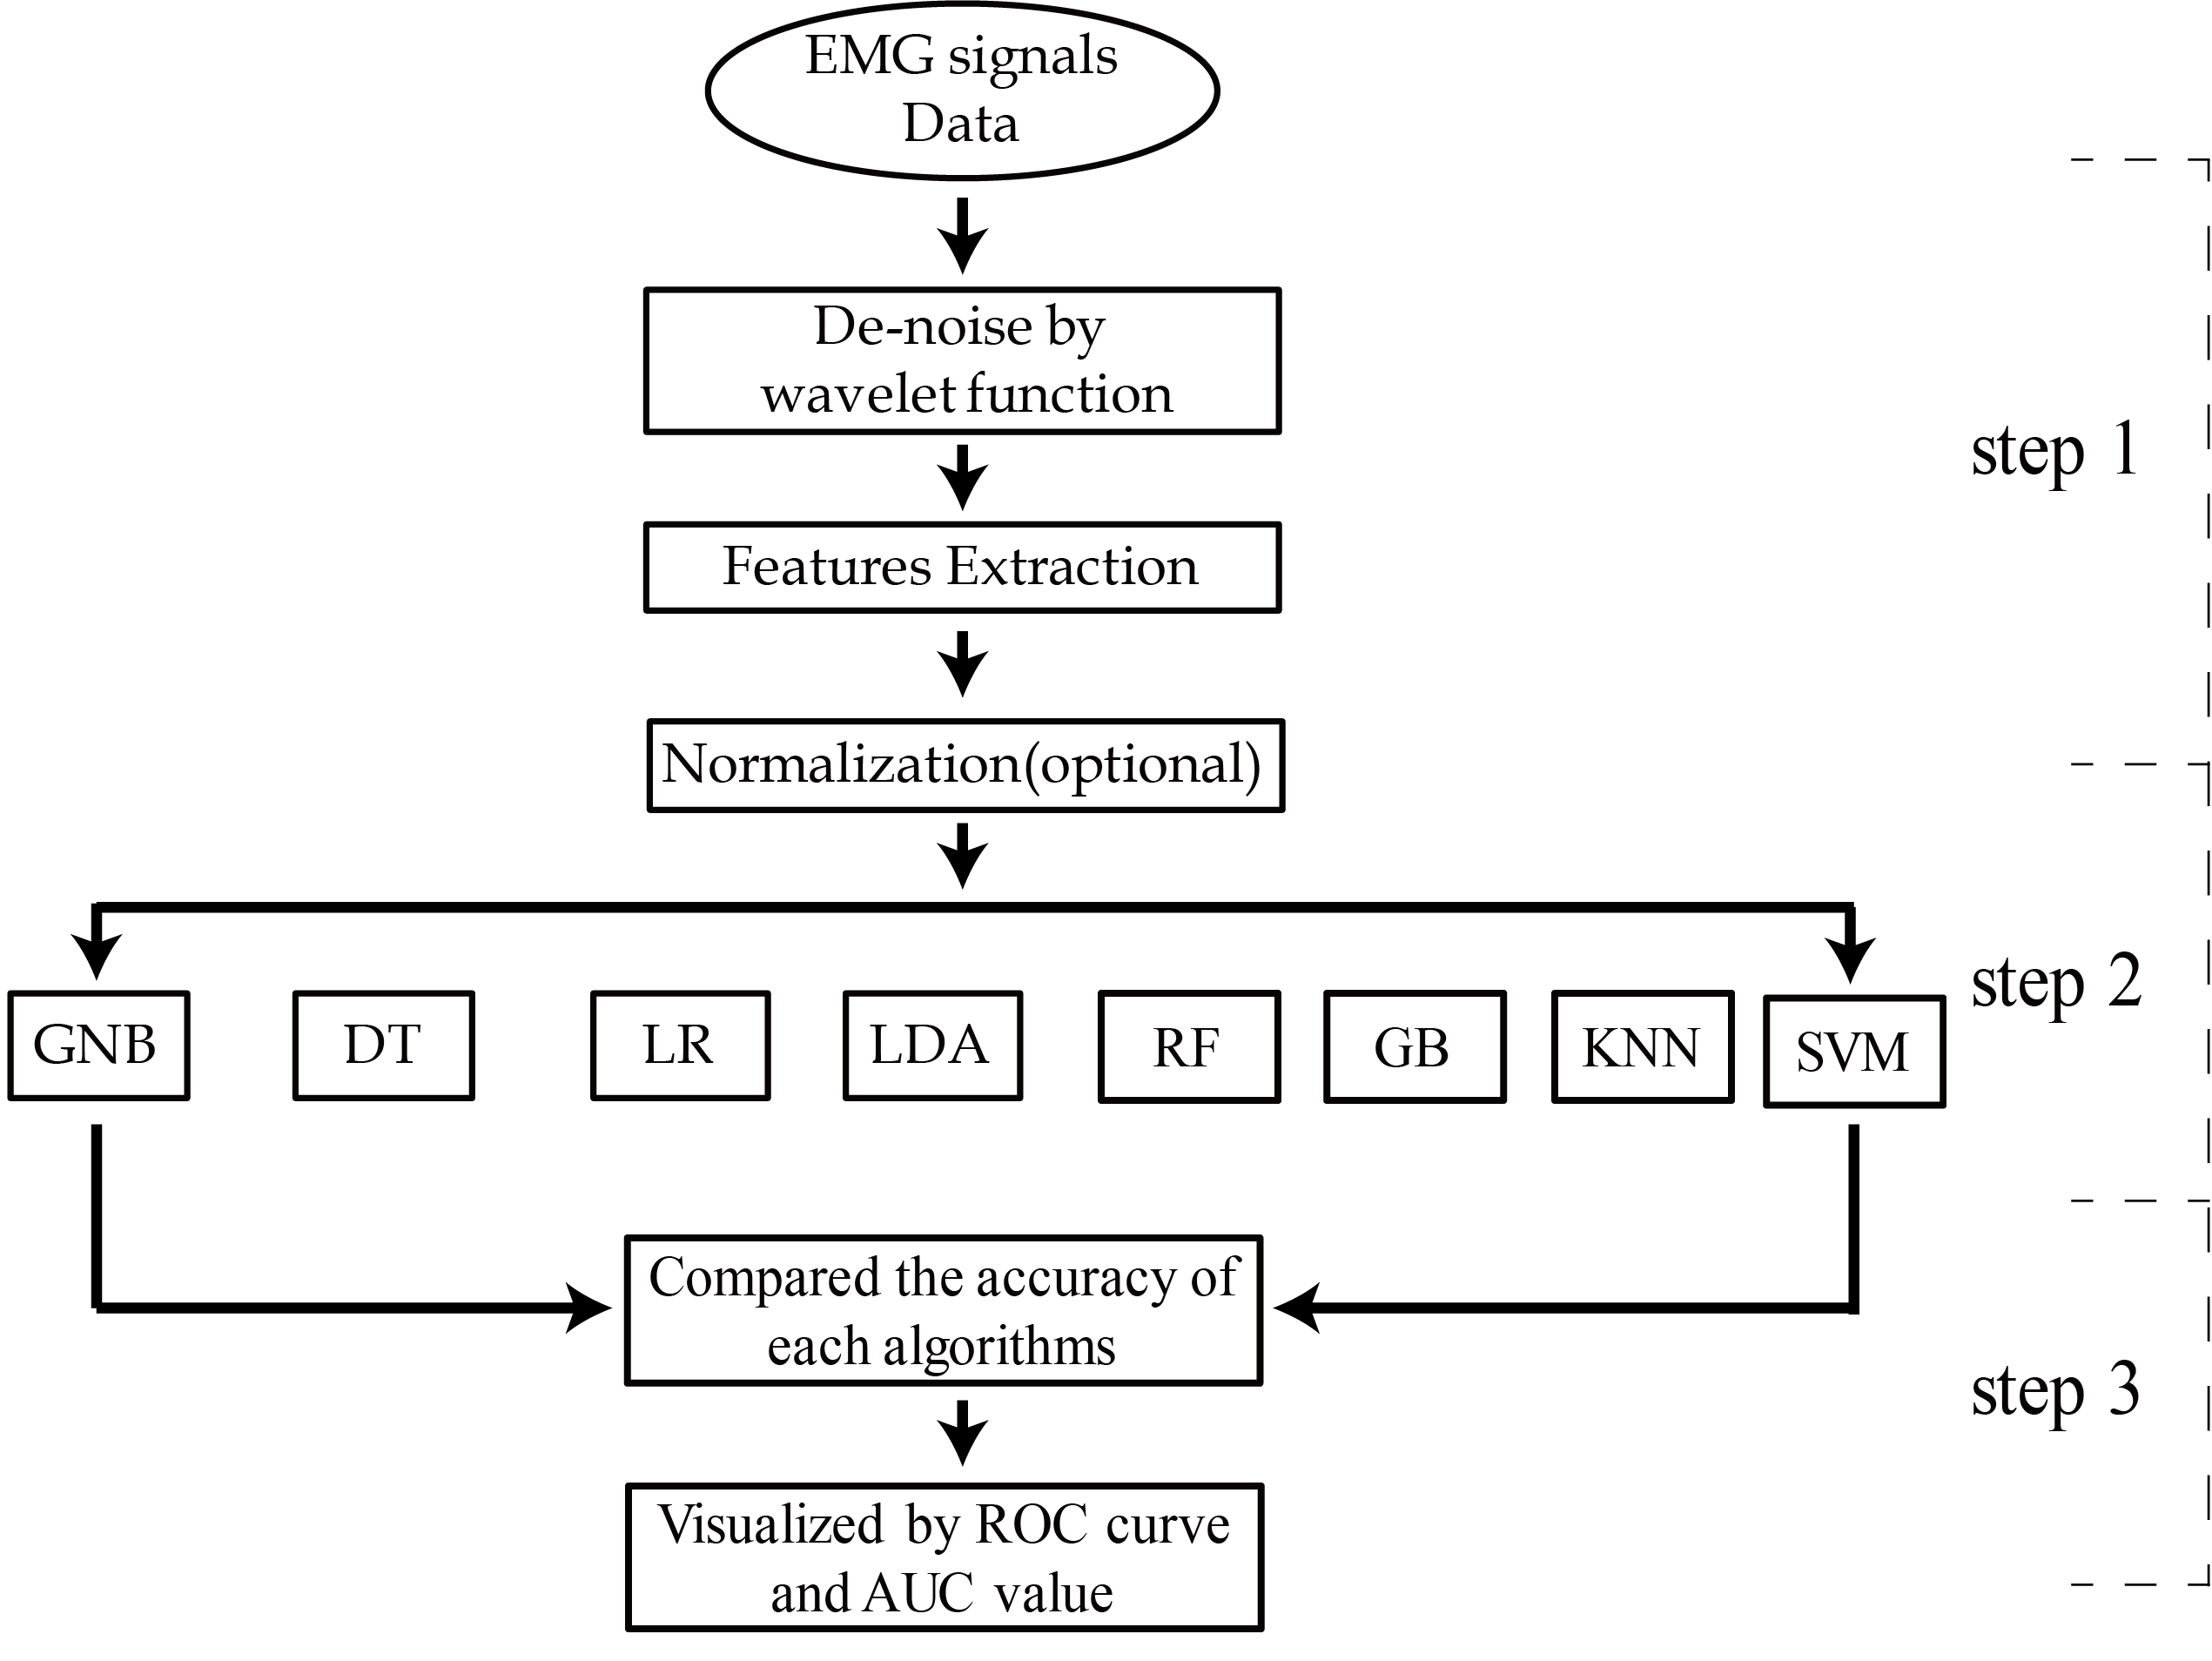 EMG signals
Data
De-noise by
wavelet function
step 1
Features Extraction
Normalization(optional)
step 2
GNB
DT
LR
LDA
RF
GB
KNN
SVM
Compared the accuracy of
each algorithms
step 3
Visualized by ROC curve
and AUC value